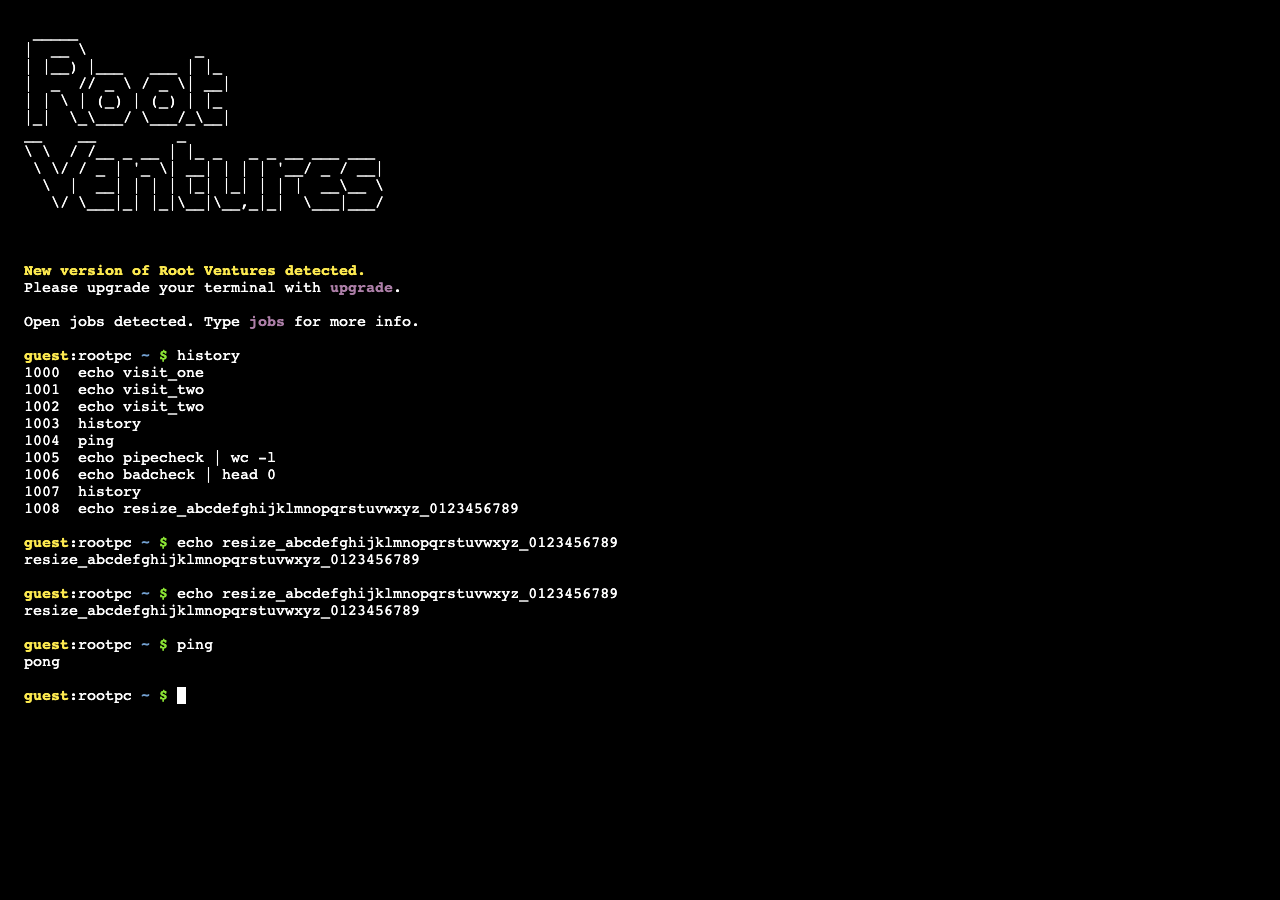 Root
Ventures
New version of Root Ventures detected.
Please upgrade your terminal with upgrade.
Open jobs detected. Type jobs for more info.
guest:rootpc ~ $ history
1000  echo visit_one
1001  echo visit_two
1002  echo visit_two
1003  history
1004  ping
1005  echo pipecheck | wc -l
1006  echo badcheck | head 0
1007  history
1008  echo resize_abcdefghijklmnopqrstuvwxyz_0123456789
guest:rootpc ~ $ echo resize_abcdefghijklmnopqrstuvwxyz_0123456789
resize_abcdefghijklmnopqrstuvwxyz_0123456789
guest:rootpc ~ $ echo resize_abcdefghijklmnopqrstuvwxyz_0123456789
resize_abcdefghijklmnopqrstuvwxyz_0123456789
guest:rootpc ~ $ ping
pong
guest:rootpc ~ $